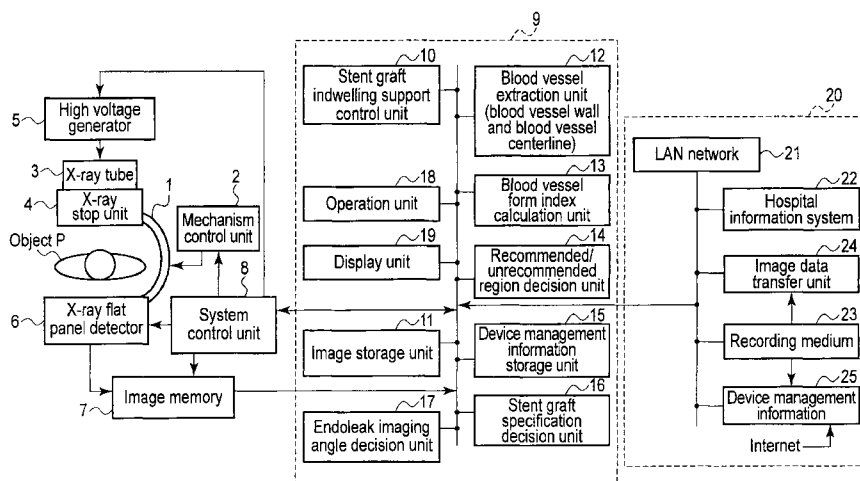 9
10
Stent graft
indwelling support
control unit
12
Blood vessel
extraction unit
(blood vessel wall
and blood vessel
centerline)
20
5
High voltage
generator
LAN network
21
3
X-ray tube
4
X-ray
stop unit
1
2
Mechanism
control unit
18
Operation unit
13
Blood vessel
form index
calculation unit
22
Hospital
information system
Object P
19
Display unit
14
Recommended/
unrecommended
region decision unit
24
Image data
transfer unit
6
X-ray flat
panel detector
8
System
control unit
11
Image storage unit
15
Device management
information
storage unit
23
Recording medium
7
Image memory
17
Endoleak imaging
angle decision unit
16
Stent graft
specification
decision unit
25
Device management
information
Internet